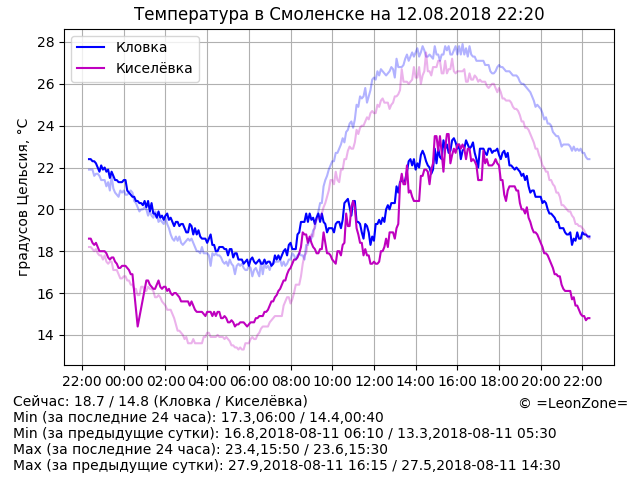 Температура в Смоленске на 12.08.2018 22:20
Кловка
Киселёвка
градусов Цельсия, °C
28
26
24
22
20
18
16
14
22:00 00:00 02:00 04:00 06:00 08:00 10:00 12:00 14:00 16:00 18:00 20:00 22:00
Сейчас: 18.7 / 14.8 (Кловка / Киселёвка)
© =LeonZone=
Min (за последние 24 часа): 17.3,06:00 / 14.4,00:40
Min (за предыдущие сутки): 16.8,2018-08-11 06:10 / 13.3,2018-08-11 05:30
Max (за последние 24 часа): 23.4,15:50 / 23.6,15:30
Max (за предыдущие сутки): 27.9,2018-08-11 16:15 / 27.5,2018-08-11 14:30